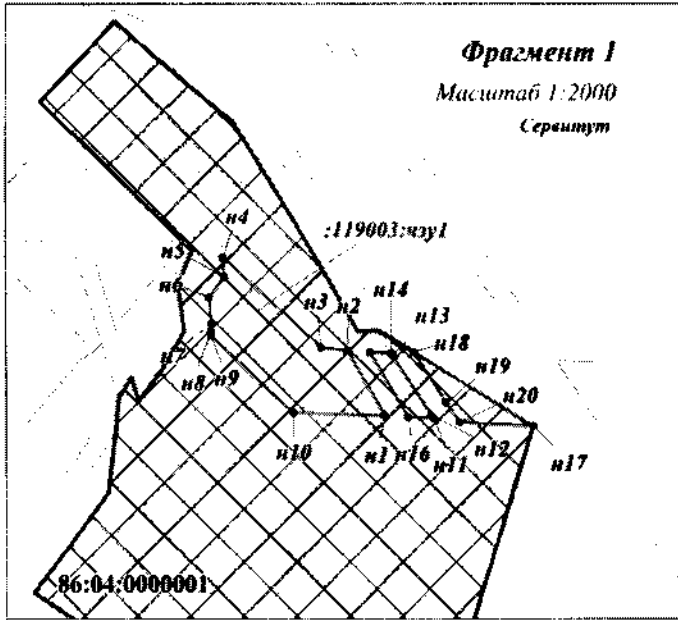 Фрагмент 1
Масштаб 1:2000
Сервитут
:119003:язу1
н4
н5
н6
н3
н2
н14
н13
н18
н7
н8
н9
н19
н20
н10
н1
н16
н11
н12
н17
86:04:0000001